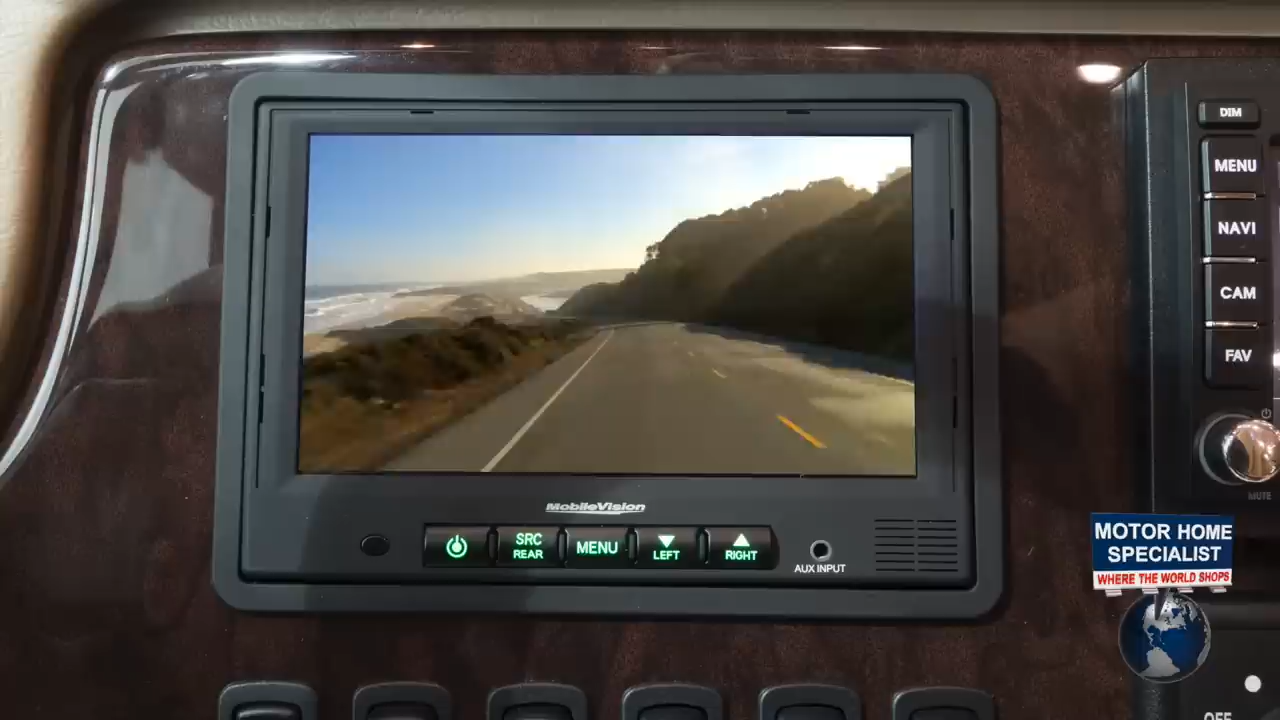 DIM
MENU
NAVI
CAM
FAV
MUTE
MobileVision
SRC
REAR
MENU
LEFT
RIGHT
AUX INPUT
MOTOR HOME
SPECIALIST
WHERE THE WORLD SHOPS
OFF